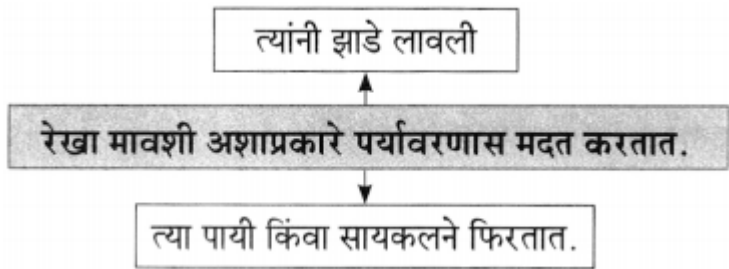 त्यांनी झाडे लावली
रेखा मावशी अशाप्रकारे पर्यावरणास मदत करतात.
त्या पायी किंवा सायकलने फिरतात.